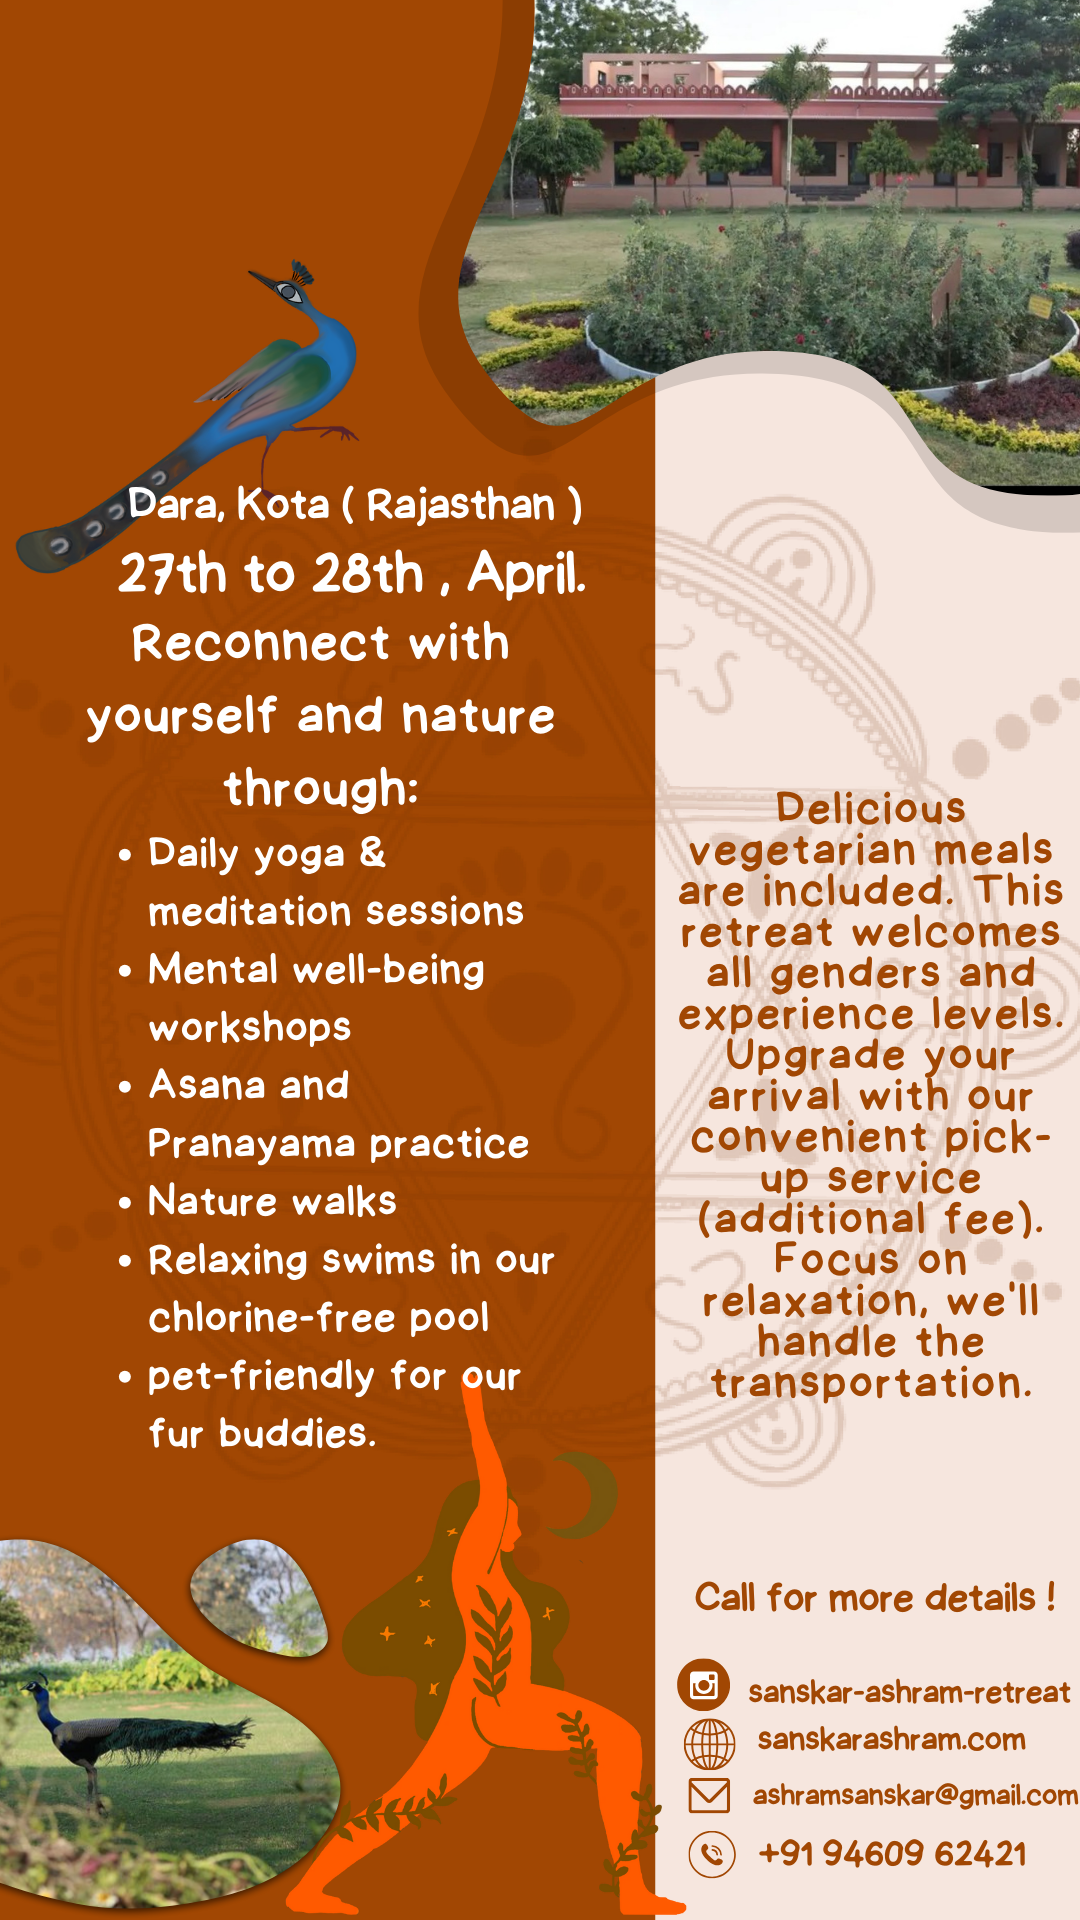 Dara, Kota ( Rajasthan )
27th to 28th , April.
Reconnect with
yourself and nature
through:
• Daily yoga &
meditation sessions
• Mental well-being
workshops
• Asana and
Pranayama practice
• Nature walks
• Relaxing swims in our
chlorine-free pool
• pet-friendly for our
fur buddies.
Delicious
vegetarian meals
are included. This
retreat welcomes
all genders and
experience levels.
Upgrade your
arrival with our
convenient pick-
up service
(additional fee).
Focus on
relaxation, we'll
handle the
transportation.
Call for more details !
sanskar-ashram-retreat
sanskarashram.com
ashramsanskar@gmail.com
+91 94609 62421